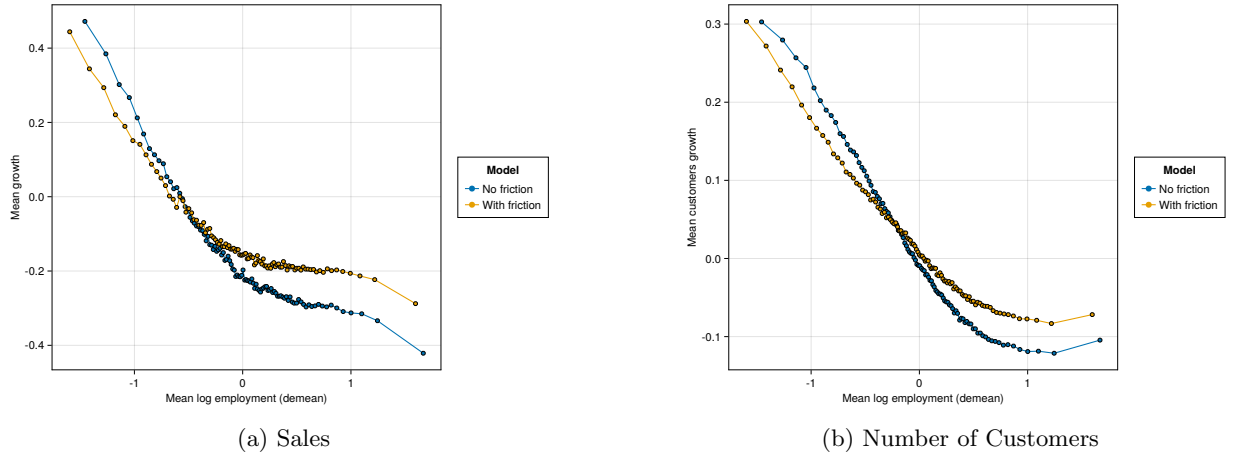 Mean growth
0.4
0.2
0.0
-0.2
-0.4
-1
0
1
Mean log employment (demean)
Model
No friction
With friction
(a) Sales
Mean customers growth
0.3
0.2
0.1
0.0
-0.1
-1
0
1
Mean log employment (demean)
Model
No friction
With friction
(b) Number of Customers